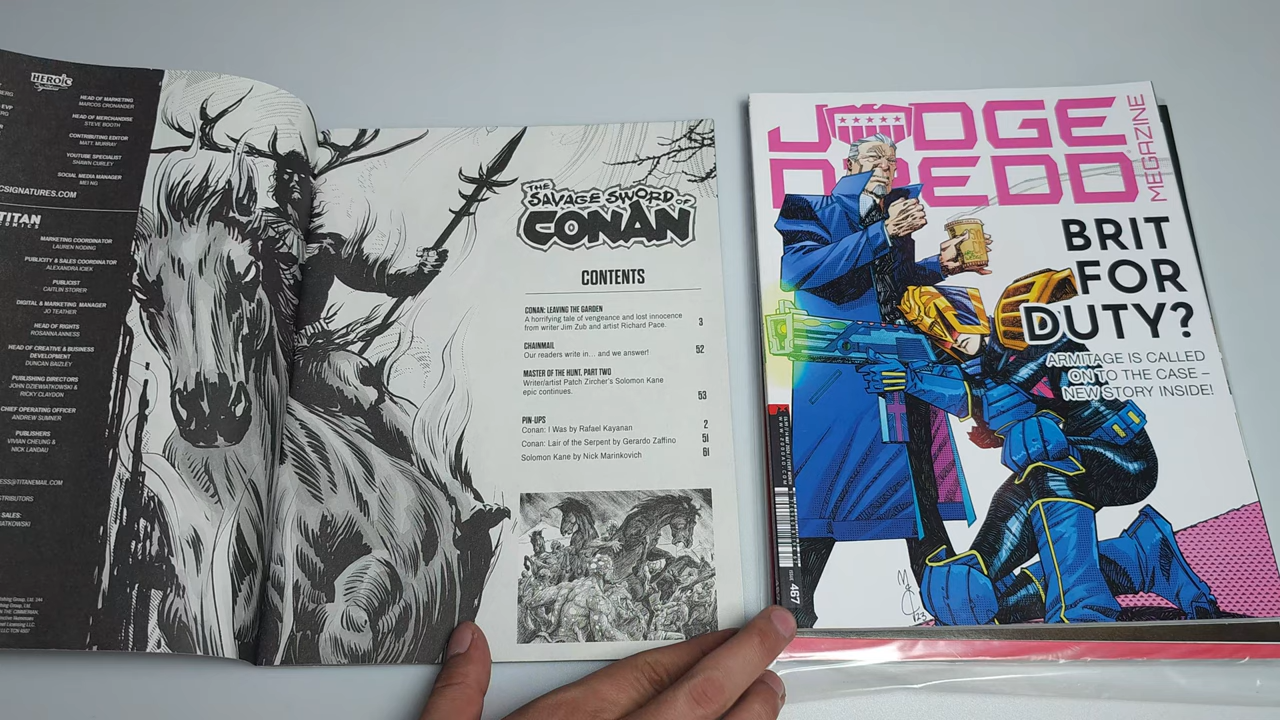 HEROIC
Signatures
HEAD OF MARKETING
MARCOS CRONANDER
HEAD OF MERCHANDISE
STEVE BOOTH
CONTRIBUTING EDITOR
MATT. MURRAY
YOUTUBE SPECIALIST
SHAWN CURLEY
SOCIAL MEDIA MANAGER
MEI NG
CSIGNATURES.COM
TITAN
COMICS
MARKETING COORDINATOR
LAUREN NODING
PUBLICITY & SALES COORDINATOR
ALEXANDRA ICIEK
PUBLICIST
CAITLIN STORER
DIGITAL & MARKETING MANAGER
JO TEATHER
HEAD OF RIGHTS
ROSANNA ANNESS
HEAD OF CREATIVE & BUSINESS
DEVELOPMENT
DUNCAN BAIZLEY
PUBLISHING DIRECTORS
JOHN DZIEWIATKOWSKI &
RICKY CLAYDON
CHIEF OPERATING OFFICER
ANDREW SUMNER
PUBLISHERS
VIVIAN CHEUNG &
NICK LANDAU
THE
SAVAGE SWORD OF
CONAN
CONTENTS
CONAN: LEAVING THE GARDEN
A horrifying tale of vengeance and lost innocence
from writer Jim Zub and artist Richard Pace. 3
CHAINMAIL
Our readers write in... and we answer! 52
MASTER OF THE HUNT, PART TWO
Writer/artist Patch Zircher's Solomon Kane
epic continues. 53
PIN-UPS
Conan: I Was by Rafael Kayanan 2
Conan: Lair of the Serpent by Gerardo Zaffino 51
Solomon Kane by Nick Marinkovich 61
JUDGE
DREDD
MEGAZINE
BRIT
FOR
DUTY?
ARMITAGE IS CALLED
ON TO THE CASE –
NEW STORY INSIDE!
WWW.2000AD.COM
ISSUE 467